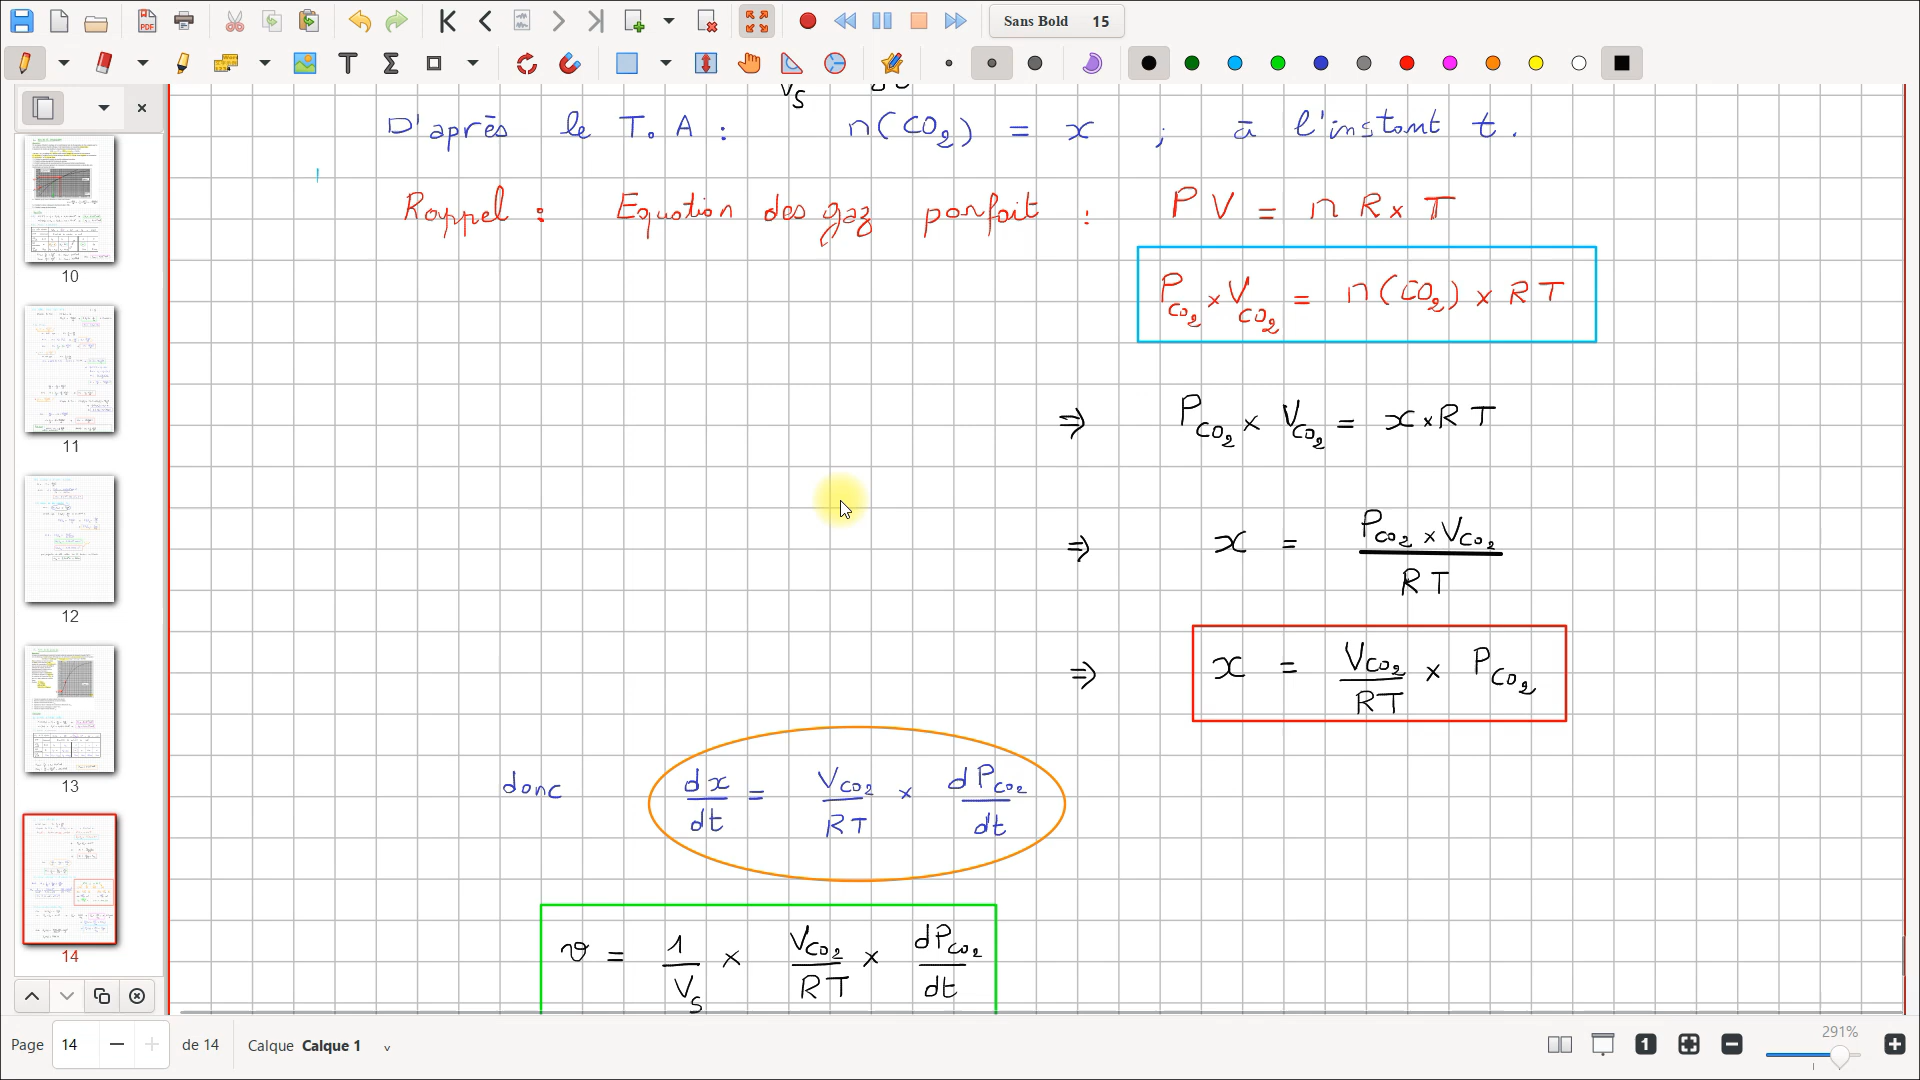 Sans Bold 15
V_S
D'après le T.A : n(CO₂) = x ; à l'instant t.
Rappel : Equation des gaz parfait : PV = n R × T
P_CO₂ × V_CO₂ = n(CO₂) × RT
⇒ P_CO₂ × V_CO₂ = x × RT
⇒ x = (P_CO₂ × V_CO₂) / RT
⇒ x = V_CO₂ / RT × P_CO₂
donc dx/dt = V_CO₂ / RT × dP_CO₂ / dt
v = 1/V_S × V_CO₂ / RT × dP_CO₂ / dt
10
11
12
13
14
Page 14 de 14 Calque Calque 1 291%